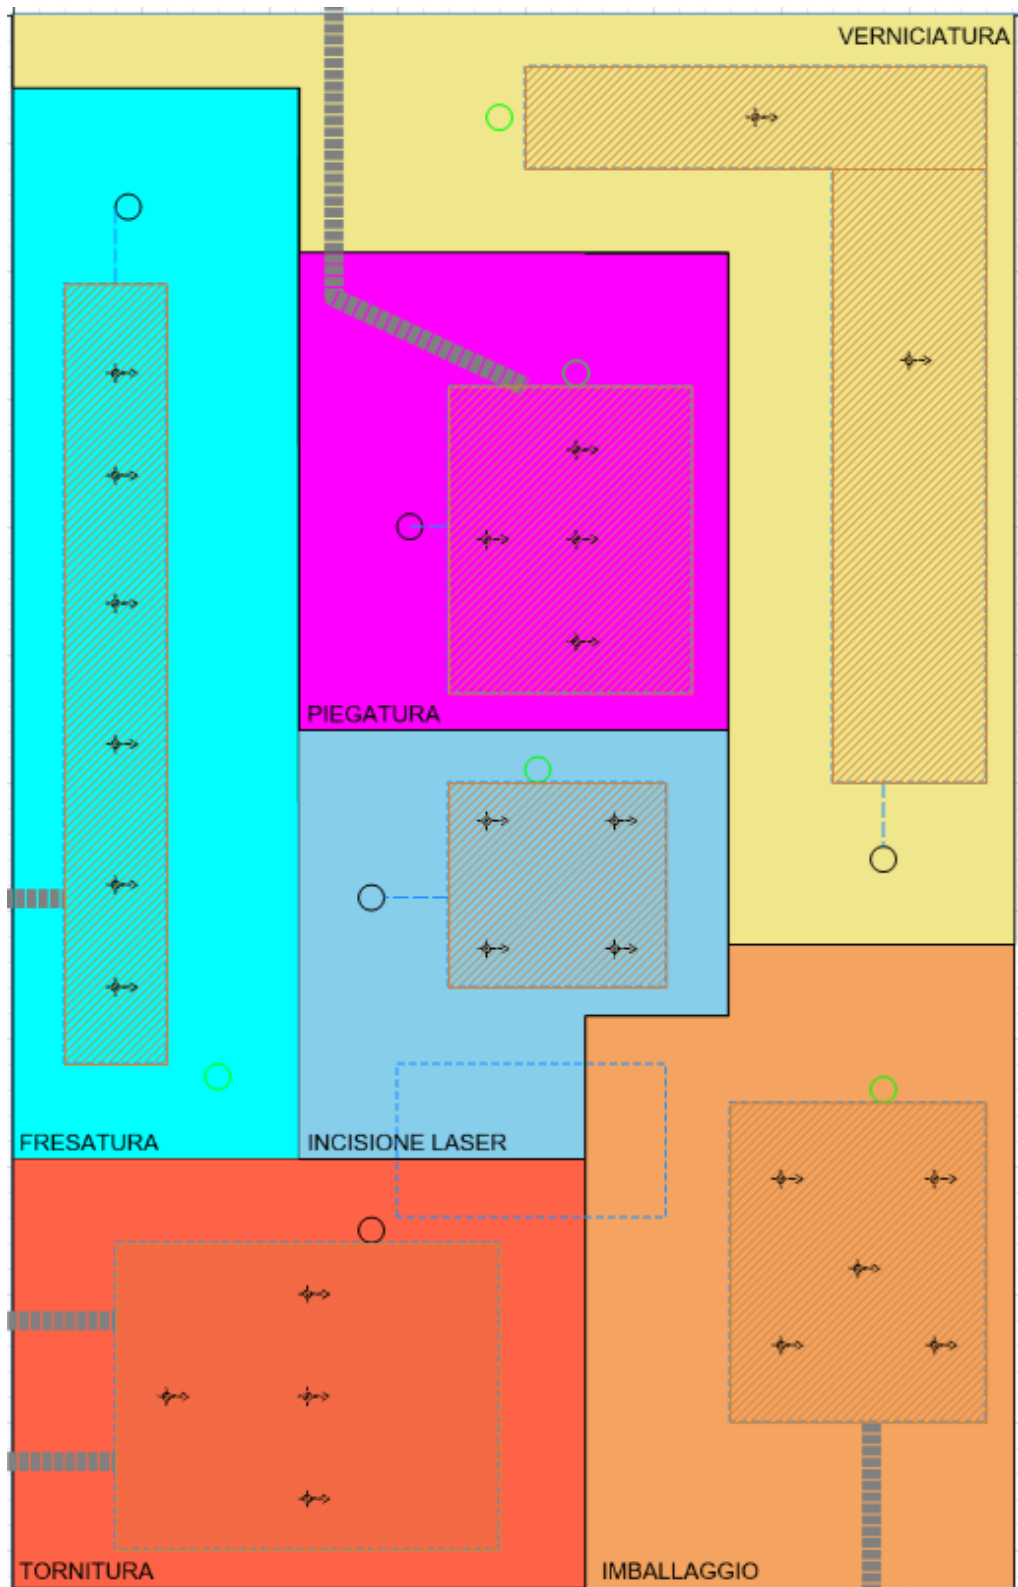 VERNICIATURA
PIEGATURA
FRESATURA
INCISIONE LASER
TORNITURA
IMBALLAGGIO